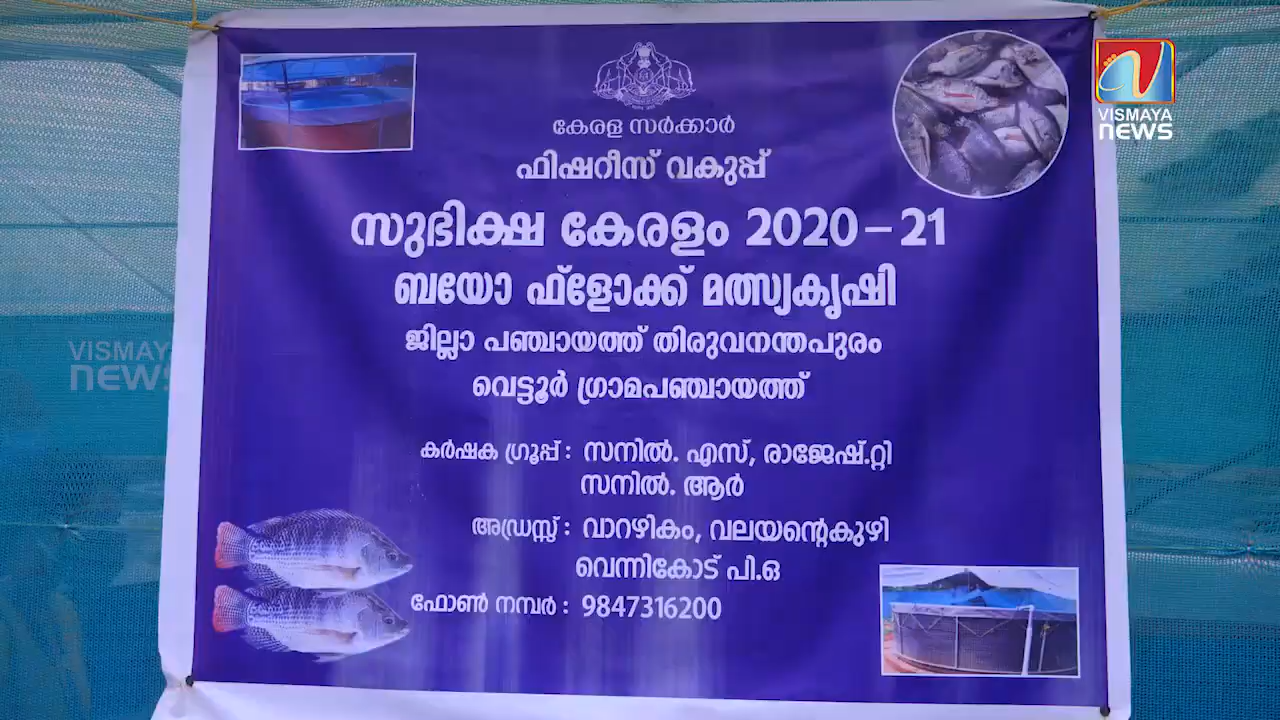 കേരള സർക്കാർ
ഫിഷറീസ് വകുപ്പ്
സുഭിക്ഷ കേരളം 2020-21
ബയോ ഫ്ളോക്ക് മത്സ്യകൃഷി
ജില്ലാ പഞ്ചായത്ത് തിരുവനന്തപുരം
വെട്ടൂർ ഗ്രാമപഞ്ചായത്ത്
കർഷക ഗ്രൂപ്പ് : സനിൽ. എസ്, രാജേഷ്.റ്റി
സനിൽ. ആർ
അഡ്രസ്സ് : വാറഴികം, വലയന്റെകുഴി
വെന്നികോട് പി.ഒ
ഫോൺ നമ്പർ : 9847316200
VISMAYA
NEWS
VISMAYA
NEWS